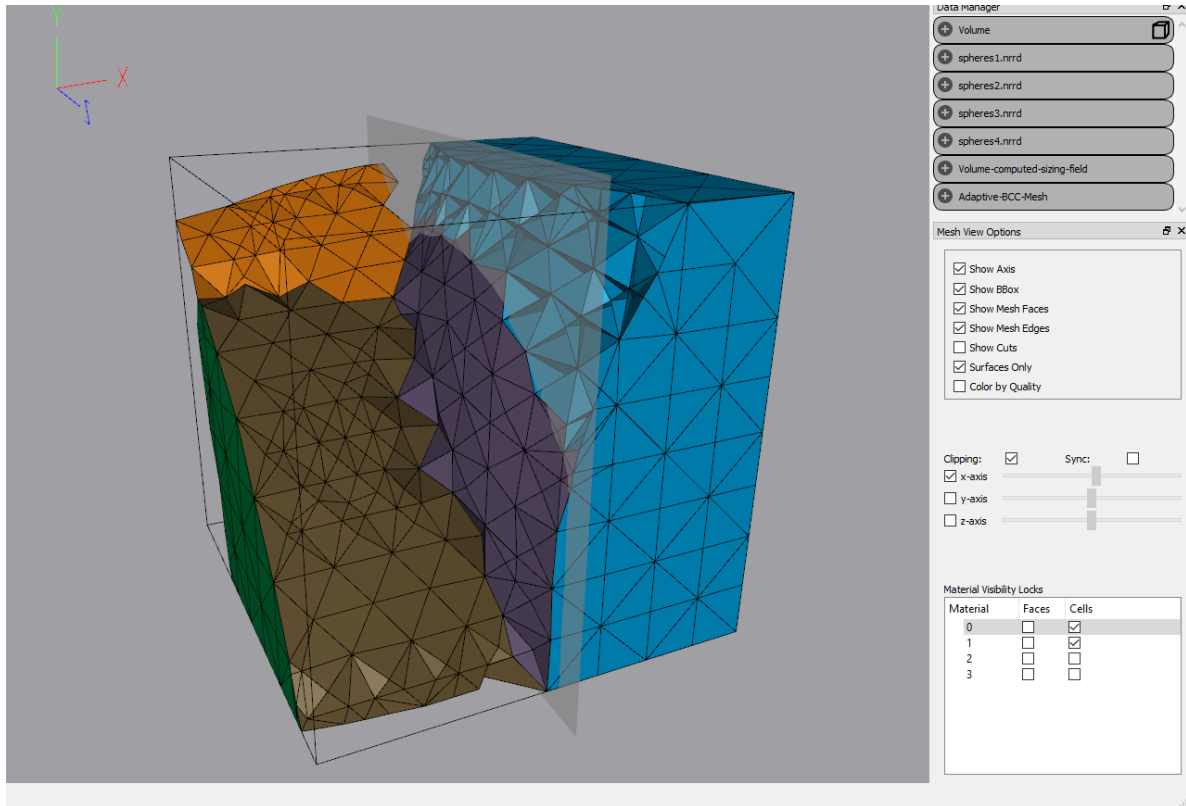 Y
X
Z
Data Manager
Volume
spheres1.nrrd
spheres2.nrrd
spheres3.nrrd
spheres4.nrrd
Volume-computed-sizing-field
Adaptive-BCC-Mesh
Mesh View Options
Show Axis
Show BBox
Show Mesh Faces
Show Mesh Edges
Show Cuts
Surfaces Only
Color by Quality
Clipping: Sync:
x-axis
y-axis
z-axis
Material Visibility Locks
Material Faces Cells
0
1
2
3